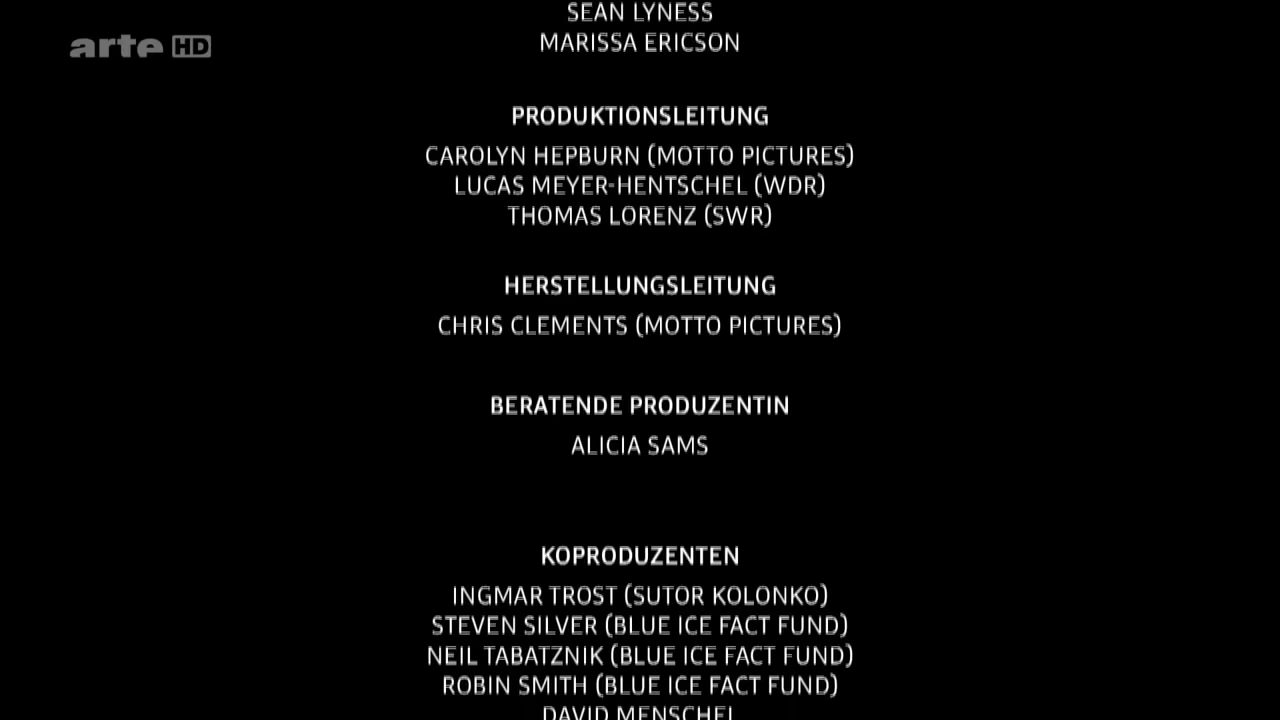 arte HD
SEAN LYNESS
MARISSA ERICSON
PRODUKTIONSLEITUNG
CAROLYN HEPBURN (MOTTO PICTURES)
LUCAS MEYER-HENTSCHEL (WDR)
THOMAS LORENZ (SWR)
HERSTELLUNGSLEITUNG
CHRIS CLEMENTS (MOTTO PICTURES)
BERATENDE PRODUZENTIN
ALICIA SAMS
KOPRODUZENTEN
INGMAR TROST (SUTOR KOLONKO)
STEVEN SILVER (BLUE ICE FACT FUND)
NEIL TABATZNIK (BLUE ICE FACT FUND)
ROBIN SMITH (BLUE ICE FACT FUND)
DAVID MENSCHEL